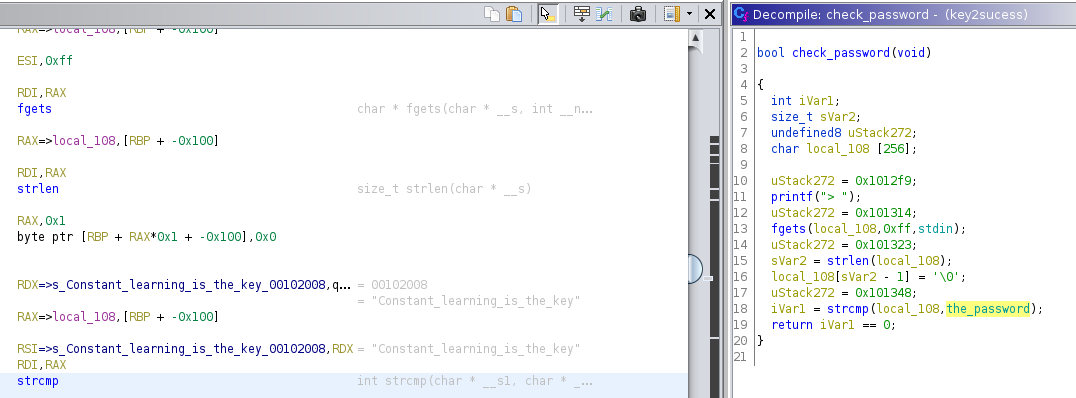 RAX=>local_108,[RBP + -0x100]
ESI,0xff
RDI,RAX
fgets char * fgets(char * __s, int __n...
RAX=>local_108,[RBP + -0x100]
RDI,RAX
strlen size_t strlen(char * __s)
RAX,0x1
byte ptr [RBP + RAX*0x1 + -0x100],0x0
RDX=>s_Constant_learning_is_the_key_00102008,q... = 00102008
= "Constant_learning_is_the_key"
RAX=>local_108,[RBP + -0x100]
RSI=>s_Constant_learning_is_the_key_00102008,RDX = "Constant_learning_is_the_key"
RDI,RAX
strcmp int strcmp(char * __s1, char * _...
Decompile: check_password - (key2sucess)
1
2 bool check_password(void)
3
4 {
5 int iVar1;
6 size_t sVar2;
7 undefined8 uStack272;
8 char local_108 [256];
9
10 uStack272 = 0x1012f9;
11 printf("> ");
12 uStack272 = 0x101314;
13 fgets(local_108,0xff,stdin);
14 uStack272 = 0x101323;
15 sVar2 = strlen(local_108);
16 local_108[sVar2 - 1] = '\0';
17 uStack272 = 0x101348;
18 iVar1 = strcmp(local_108,the_password);
19 return iVar1 == 0;
20 }
21